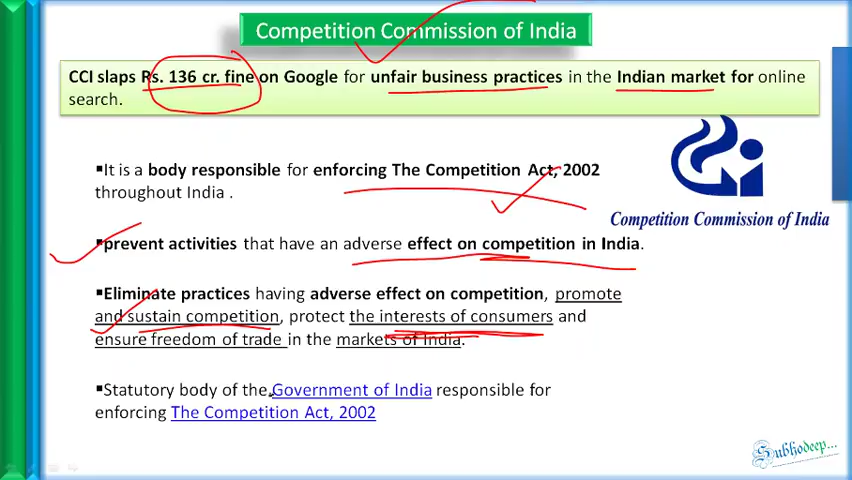 Competition Commission of India
CCI slaps Rs. 136 cr. fine on Google for unfair business practices in the Indian market for online
search.
▪It is a body responsible for enforcing The Competition Act, 2002
throughout India .
Competition Commission of India
▪prevent activities that have an adverse effect on competition in India.
▪Eliminate practices having adverse effect on competition, promote
and sustain competition, protect the interests of consumers and
ensure freedom of trade in the markets of India.
▪Statutory body of the Government of India responsible for
enforcing The Competition Act, 2002
Subhodeep...